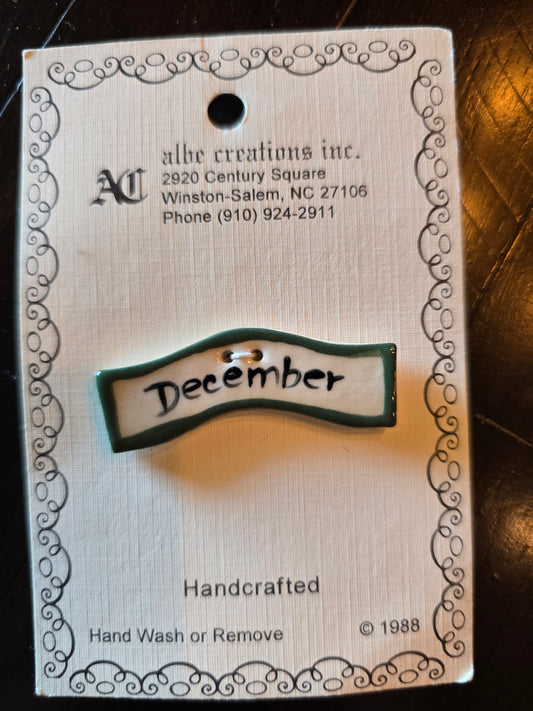 albe creations inc.
AC
2920 Century Square
Winston-Salem, NC 27106
Phone (910) 924-2911
December
Handcrafted
Hand Wash or Remove
© 1988